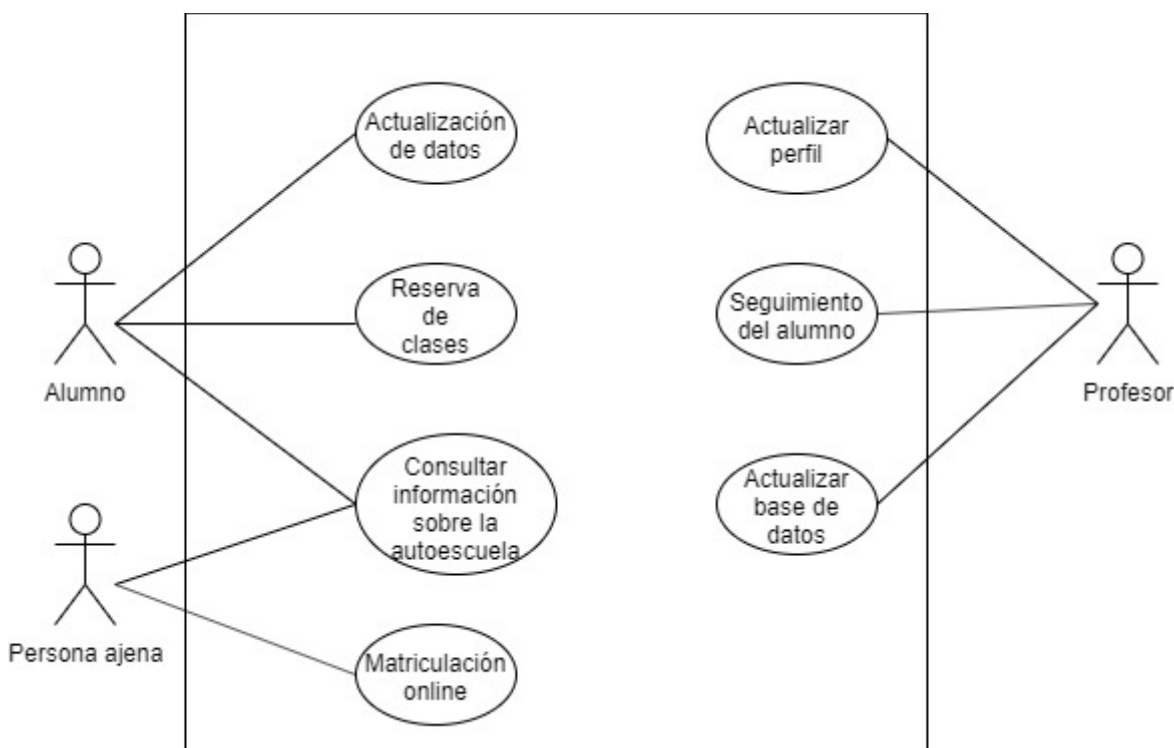 Actualización
de datos
Actualizar
perfil
Reserva
de
clases
Seguimiento
del alumno
Alumno
Profesor
Consultar
información
sobre la
autoescuela
Actualizar
base de
datos
Persona ajena
Matriculación
online